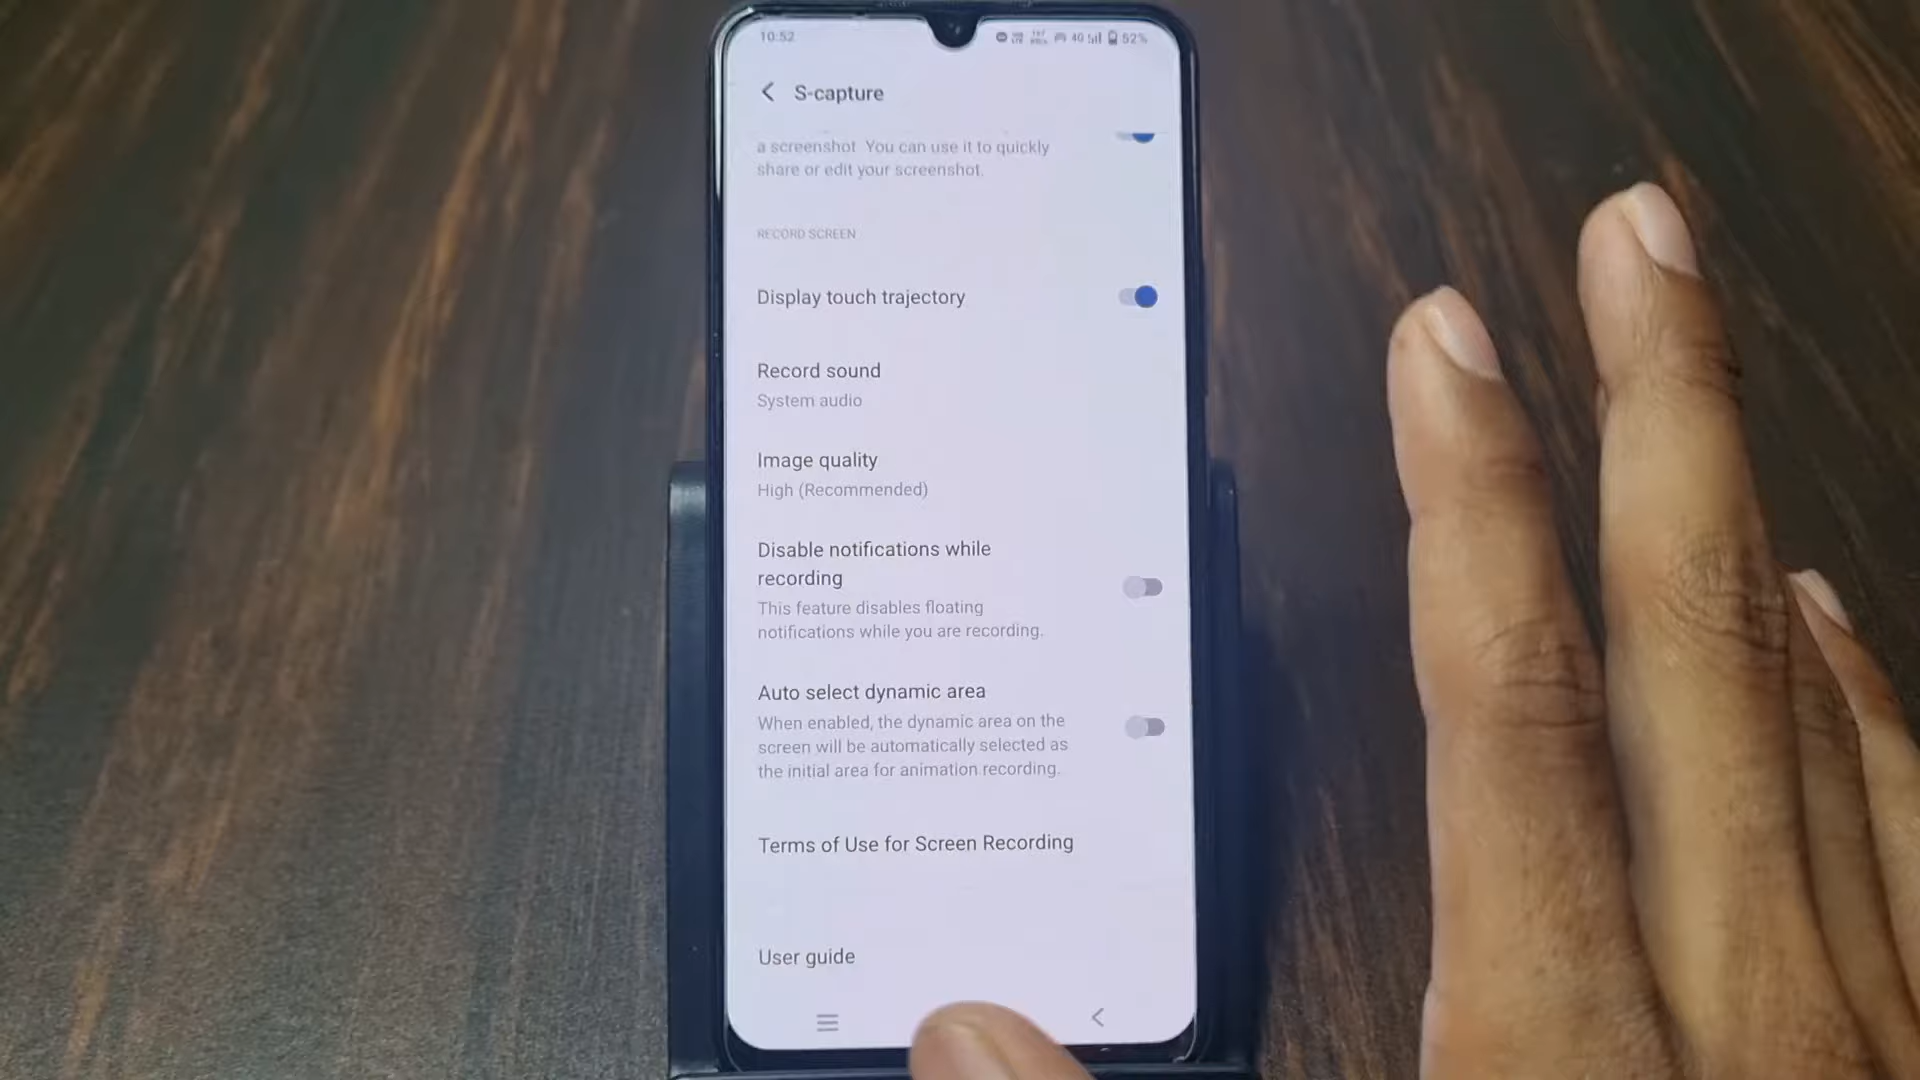 10:52
4G
52%
S-capture
a screenshot. You can use it to quickly
share or edit your screenshot.
RECORD SCREEN
Display touch trajectory
Record sound
System audio
Image quality
High (Recommended)
Disable notifications while
recording
This feature disables floating
notifications while you are recording.
Auto select dynamic area
When enabled, the dynamic area on the
screen will be automatically selected as
the initial area for animation recording.
Terms of Use for Screen Recording
User guide